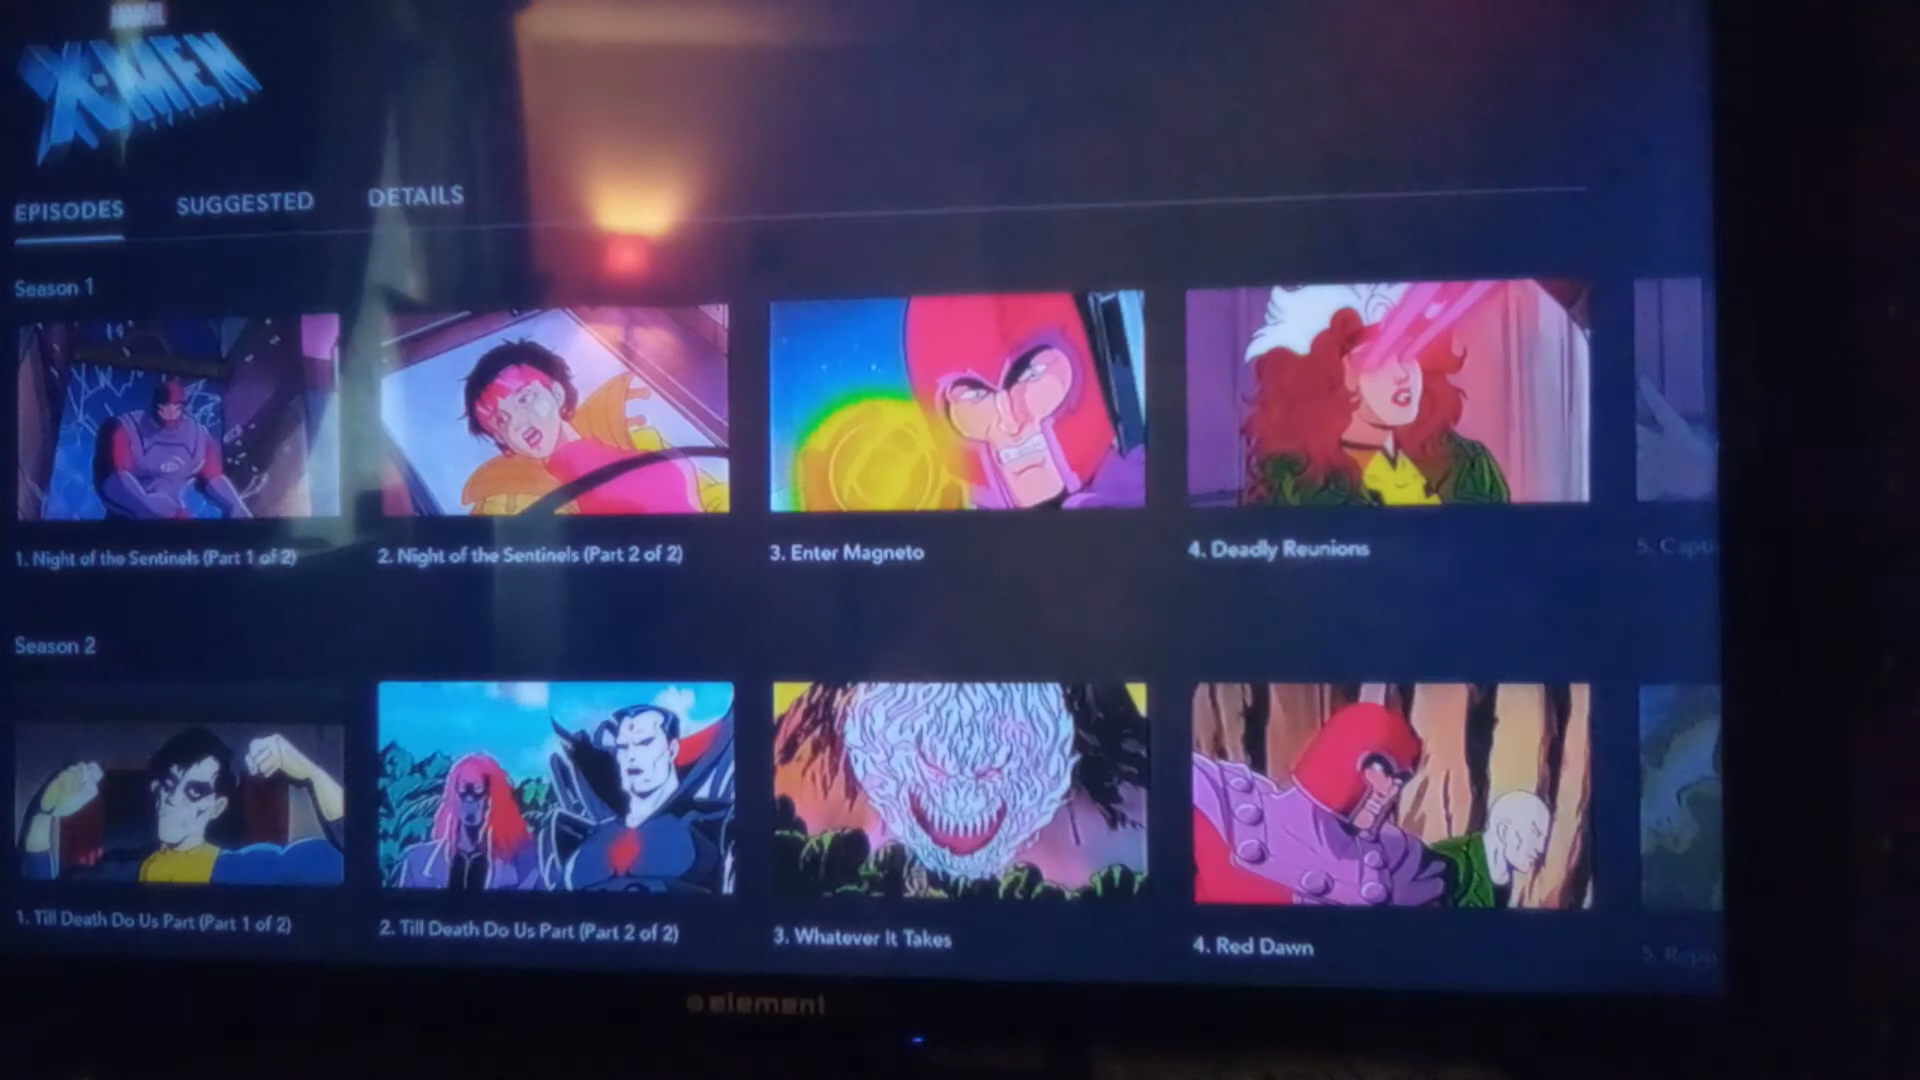 MARVEL
X-MEN
EPISODES SUGGESTED DETAILS
Season 1
1. Night of the Sentinels (Part 1 of 2) 2. Night of the Sentinels (Part 2 of 2) 3. Enter Magneto 4. Deadly Reunions 5.
Season 2
1. Till Death Do Us Part (Part 1 of 2) 2. Till Death Do Us Part (Part 2 of 2) 3. Whatever It Takes 4. Red Dawn 5.
element